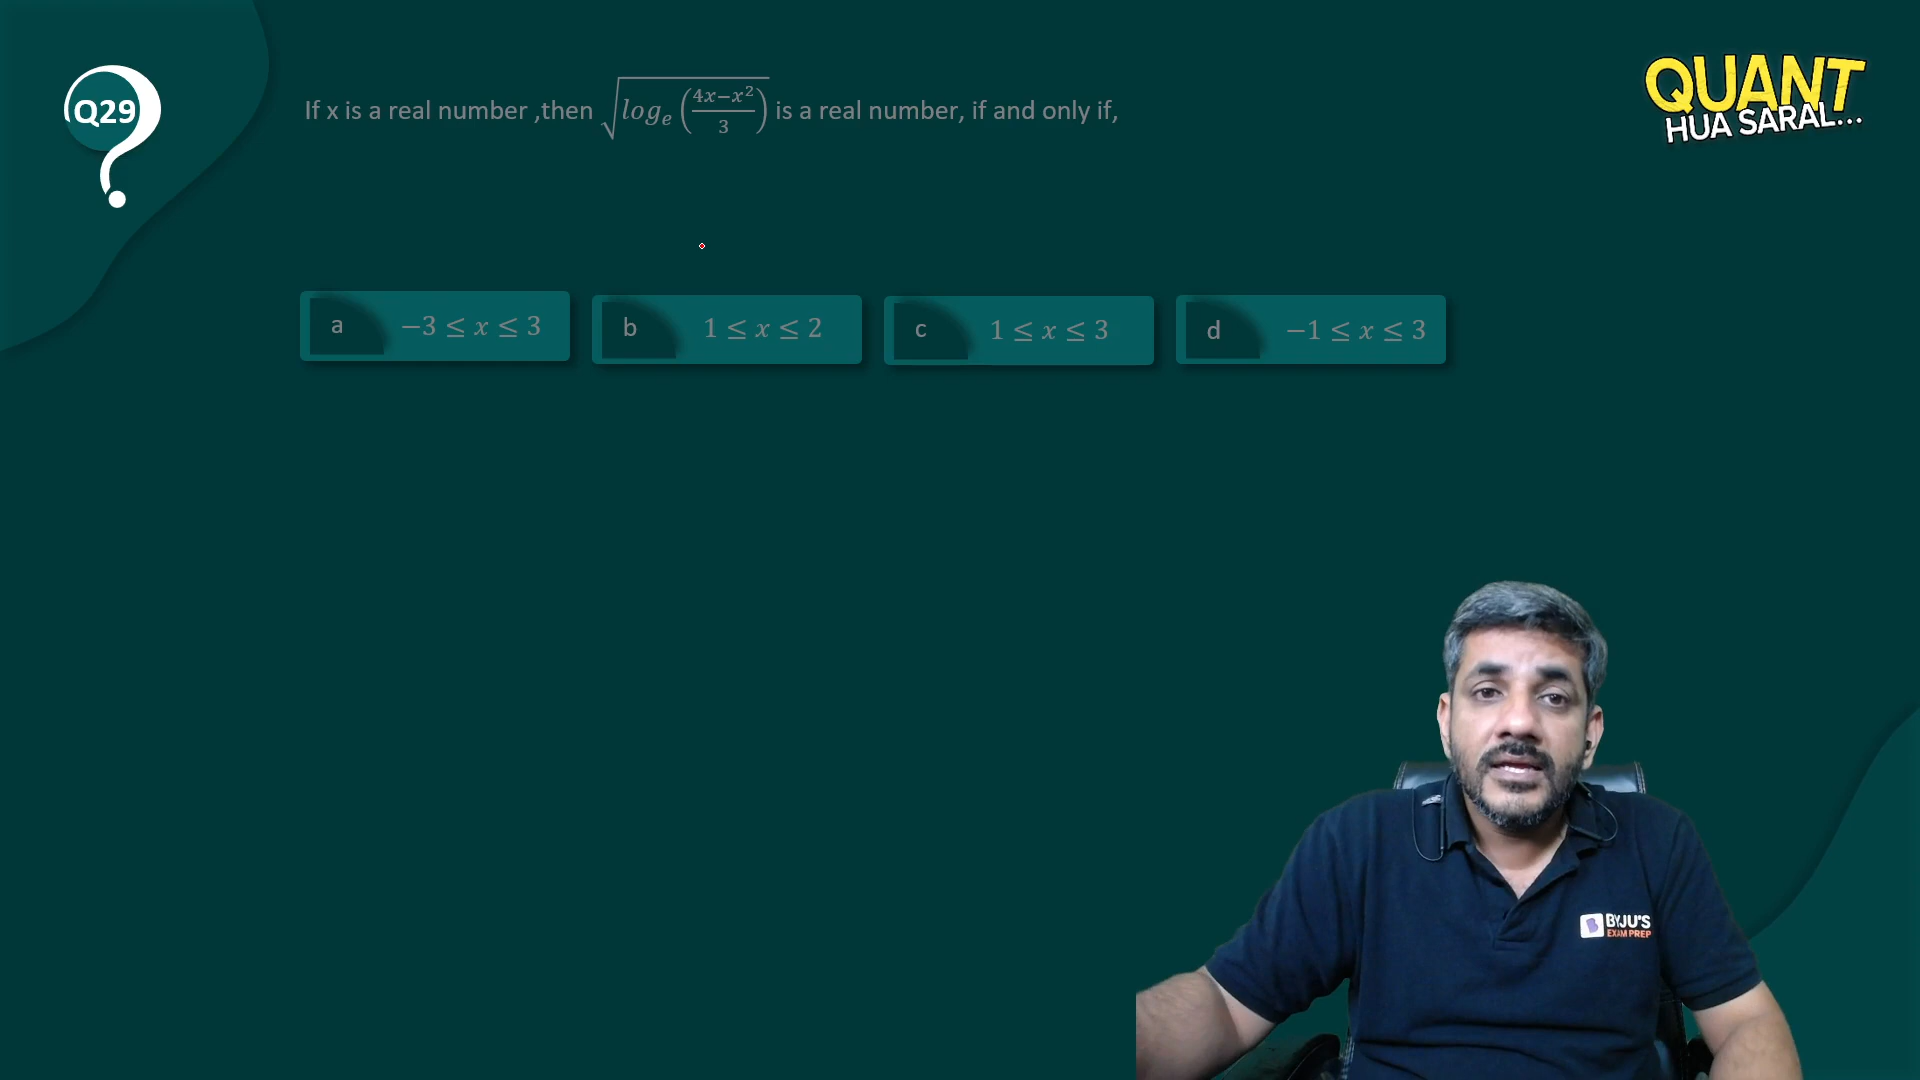 Q29
If x is a real number ,then √(log_e((4x−x²)/3)) is a real number, if and only if,
QUANT
HUA SARAL...
a −3 ≤ x ≤ 3
b 1 ≤ x ≤ 2
c 1 ≤ x ≤ 3
d −1 ≤ x ≤ 3
BYJU'S
EXAM PREP